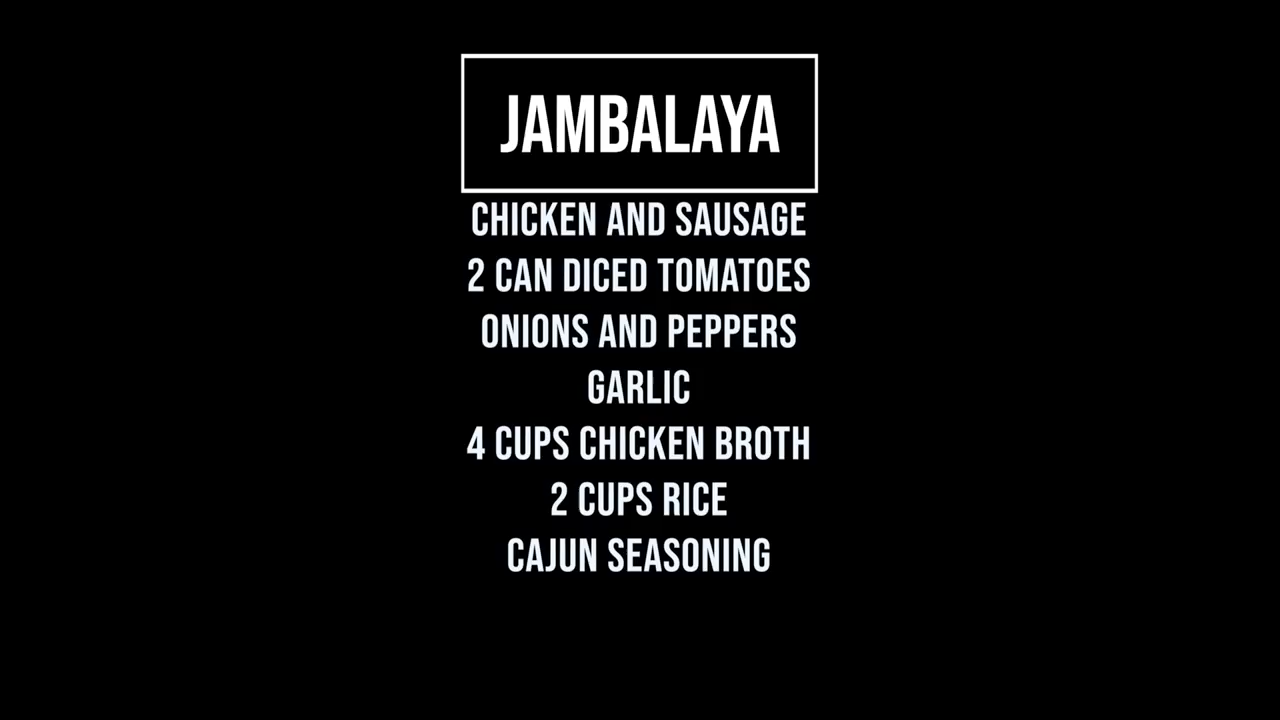 JAMBALAYA
CHICKEN AND SAUSAGE
2 CAN DICED TOMATOES
ONIONS AND PEPPERS
GARLIC
4 CUPS CHICKEN BROTH
2 CUPS RICE
CAJUN SEASONING